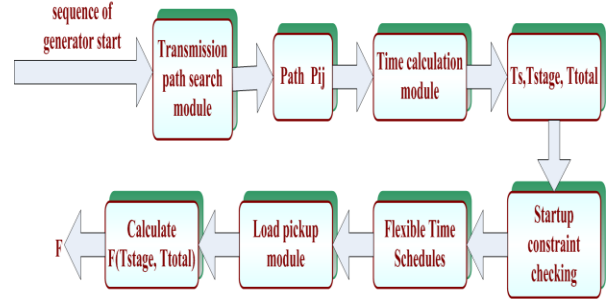 sequence of
generator start
Transmission
path search
module
Path Pij
Time calculation
module
Ts,Tstage, Ttotal
Startup
constraint
checking
Flexible Time
Schedules
Load pickup
module
Calculate
F(Tstage, Ttotal)
F